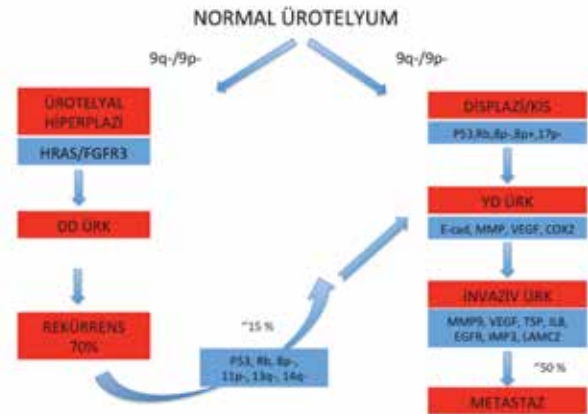 NORMAL ÜROTELYUM
9q-/9p-
9q-/9p-
ÜROTELYAL
HİPERPLAZİ
HRAS/FGFR3
DD ÜRK
REKÜRRENS
70%
~15 %
P53, Rb, 8p-,
11p-, 13q-, 14q-
DİSPLAZİ/KİS
P53,Rb,8p-,8p+,17p-
YD ÜRK
E-cad, MMP, VEGF, COX2
İNVAZİV ÜRK
MMP9, VEGF, TSP, IL8,
EGFR, IMP3, LAMC2
~50 %
METASTAZ